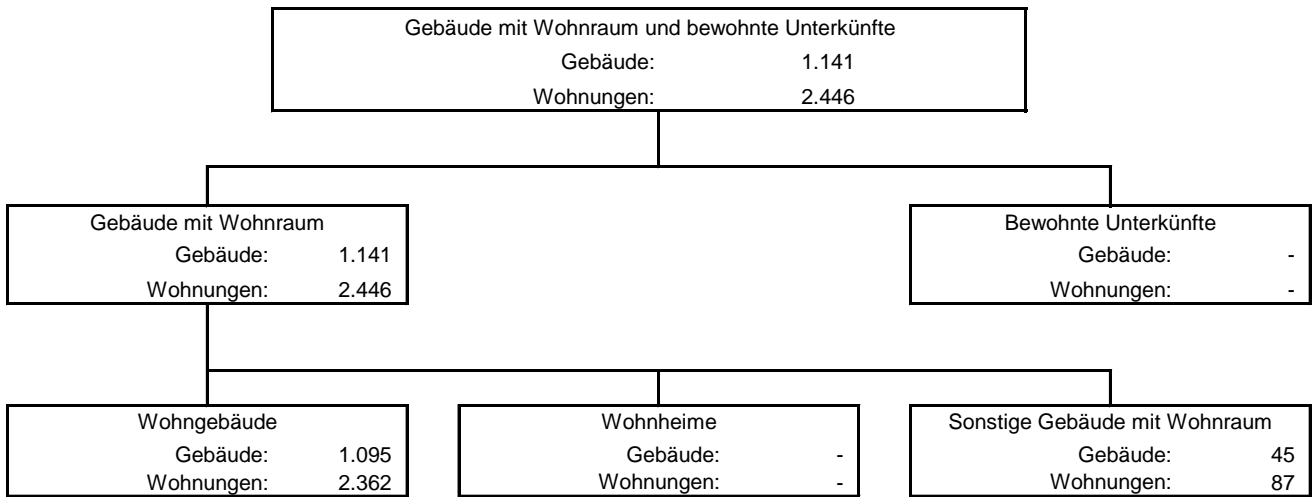 Gebäude mit Wohnraum und bewohnte Unterkünfte
Gebäude: 1.141
Wohnungen: 2.446
Gebäude mit Wohnraum
Gebäude: 1.141
Wohnungen: 2.446
Bewohnte Unterkünfte
Gebäude: -
Wohnungen: -
Wohngebäude
Gebäude: 1.095
Wohnungen: 2.362
Wohnheime
Gebäude: -
Wohnungen: -
Sonstige Gebäude mit Wohnraum
Gebäude: 45
Wohnungen: 87